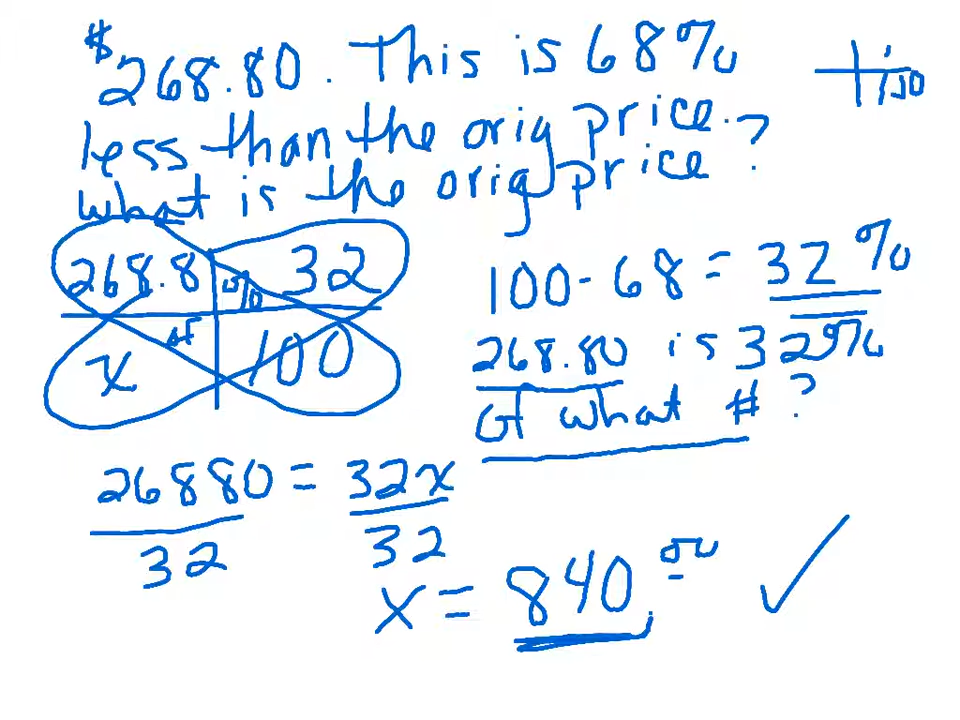 $268.80. This is 68%
less than the orig price.
what is the orig price?
268.8 % 32
x of 100
100 - 68 = 32%
268.80 is 32%
of what #?
26880 = 32x
32 32
x = 840.00 ✓